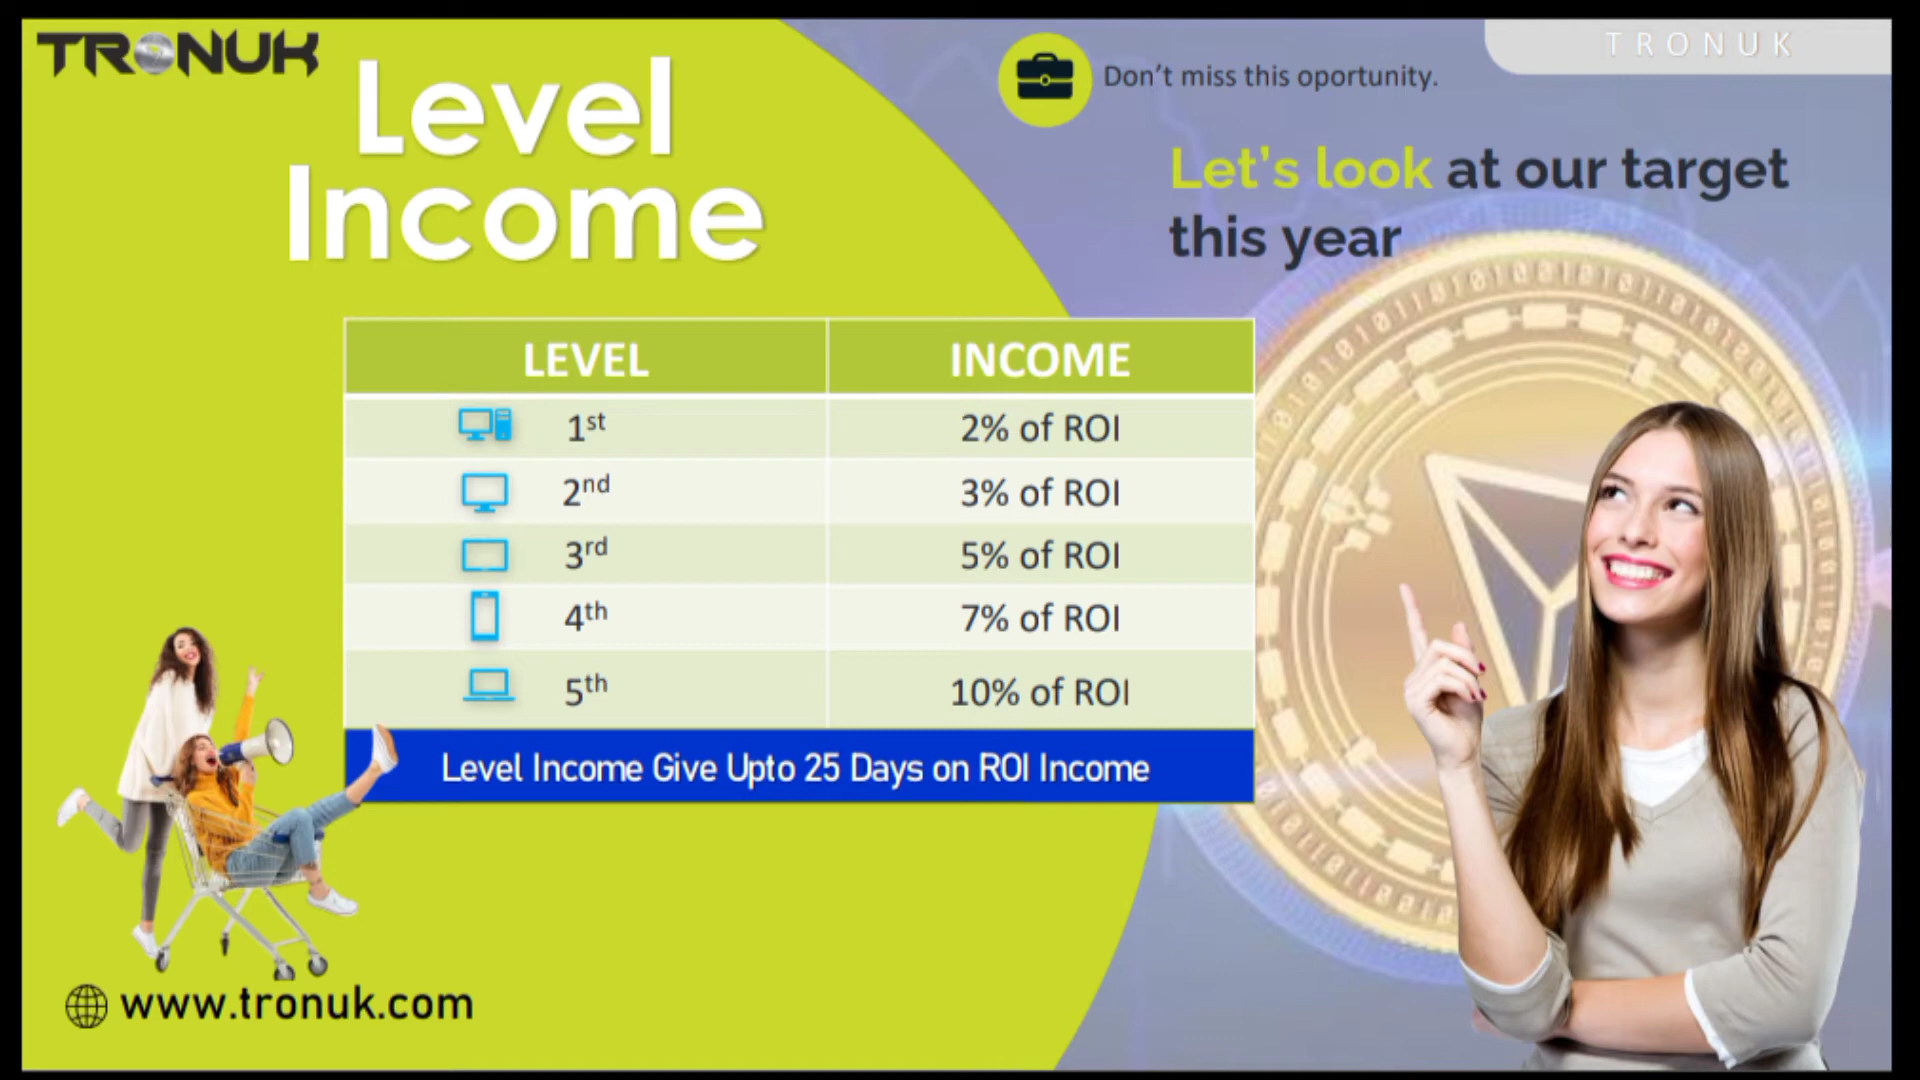 TRONUK
Level
Income
Don't miss this oportunity.
TRONUK
Let's look at our target
this year
LEVEL INCOME
1st 2% of ROI
2nd 3% of ROI
3rd 5% of ROI
4th 7% of ROI
5th 10% of ROI
Level Income Give Upto 25 Days on ROI Income
www.tronuk.com